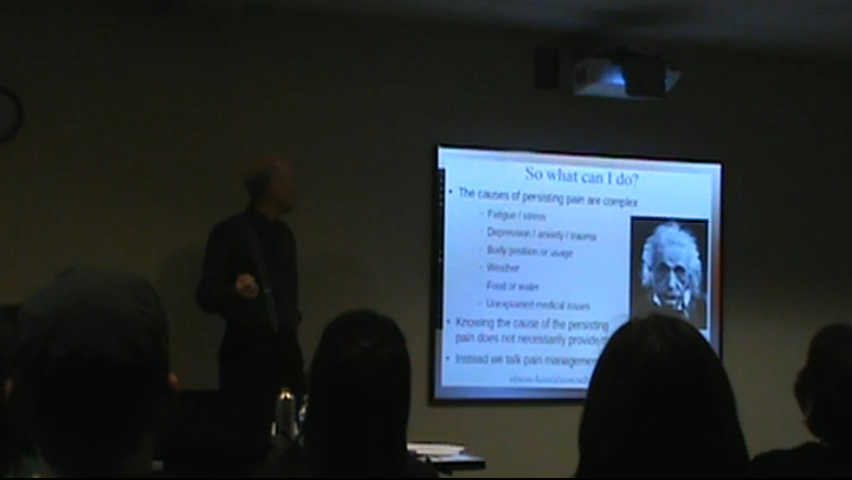 So what can I do?
• The causes of persisting pain are complex
- Fatigue / stress
- Depression / anxiety / trauma
- Body position or usage
- Weather
Food or water
- Unexplained medical issues
• Knowing the cause of the persisting
pain does not necessarily provide
• Instead we talk pain management